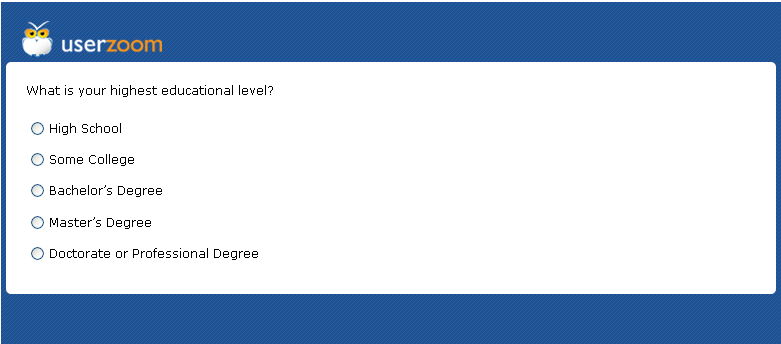 userzoom
What is your highest educational level?
High School
Some College
Bachelor's Degree
Master's Degree
Doctorate or Professional Degree